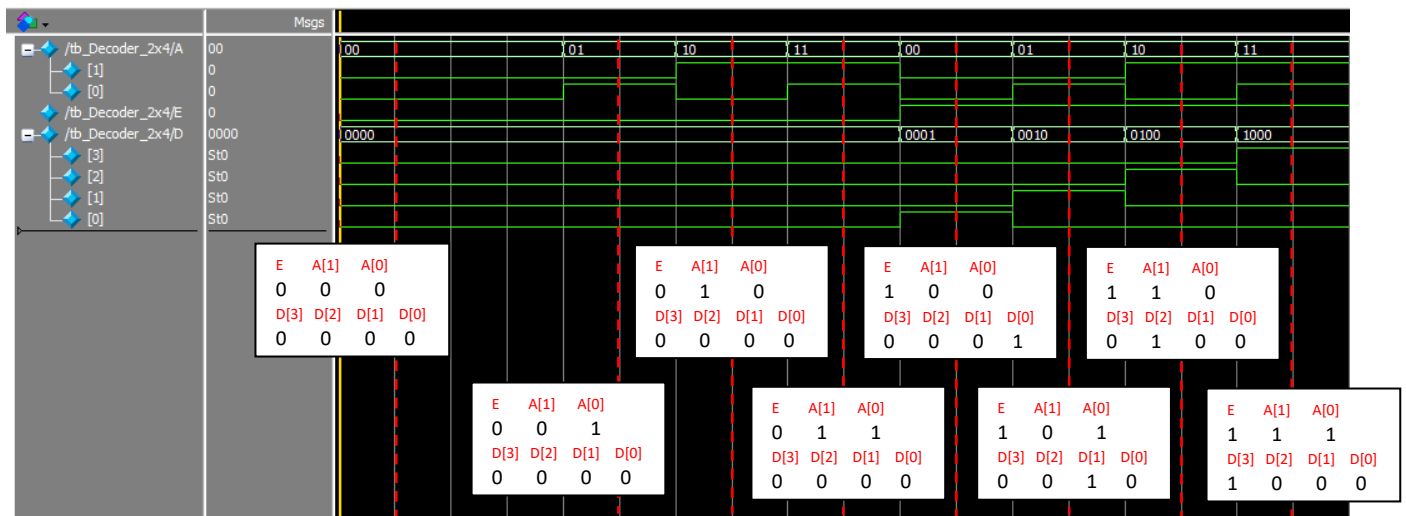 Msgs
/tb_Decoder_2x4/A 00 00 01 10 11 00 01 10 11
[1] 0
[0] 0
/tb_Decoder_2x4/E 0
/tb_Decoder_2x4/D 0000 0000 0001 0010 0100 1000
[3] St0
[2] St0
[1] St0
[0] St0
E A[1] A[0]
0 0 0
D[3] D[2] D[1] D[0]
0 0 0 0
E A[1] A[0]
0 1 0
D[3] D[2] D[1] D[0]
0 0 0 0
E A[1] A[0]
1 0 0
D[3] D[2] D[1] D[0]
0 0 0 1
E A[1] A[0]
1 1 0
D[3] D[2] D[1] D[0]
0 1 0 0
E A[1] A[0]
0 0 1
D[3] D[2] D[1] D[0]
0 0 0 0
E A[1] A[0]
0 1 1
D[3] D[2] D[1] D[0]
0 0 0 0
E A[1] A[0]
1 0 1
D[3] D[2] D[1] D[0]
0 0 1 0
E A[1] A[0]
1 1 1
D[3] D[2] D[1] D[0]
1 0 0 0